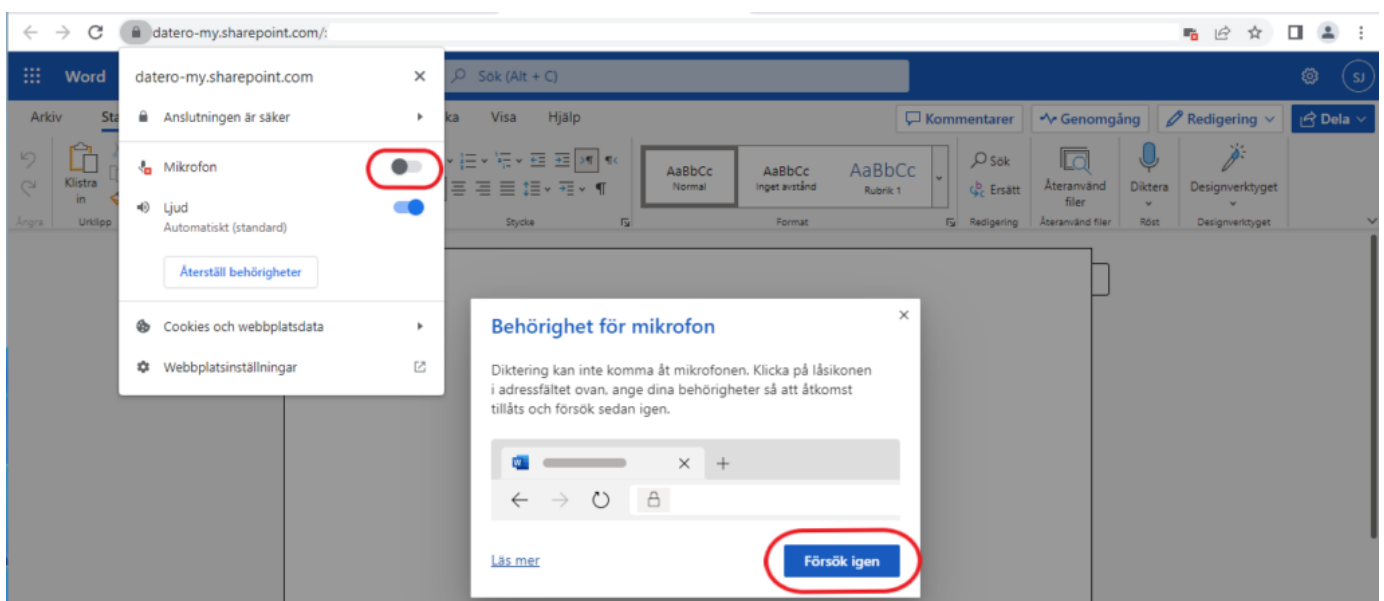 datero-my.sharepoint.com/:
Word
Sök (Alt + C)
SJ
datero-my.sharepoint.com
Anslutningen är säker
Mikrofon
Ljud
Automatiskt (standard)
Återställ behörigheter
Cookies och webbplatsdata
Webbplatsinställningar
Arkiv
Sta
ka
Visa
Hjälp
Kommentarer
Genomgång
Redigering
Dela
Klistra
in
AaBbCc
Normal
AaBbCc
Inget avstånd
AaBbCc
Rubrik 1
Sök
Ersätt
Återanvänd
filer
Diktera
Designverktyget
Ångra
Urklipp
Stycke
Format
Redigering
Återanvänd filer
Röst
Designverktyget
Behörighet för mikrofon
Diktering kan inte komma åt mikrofonen. Klicka på låsikonen
i adressfältet ovan, ange dina behörigheter så att åtkomst
tillåts och försök sedan igen.
Läs mer
Försök igen